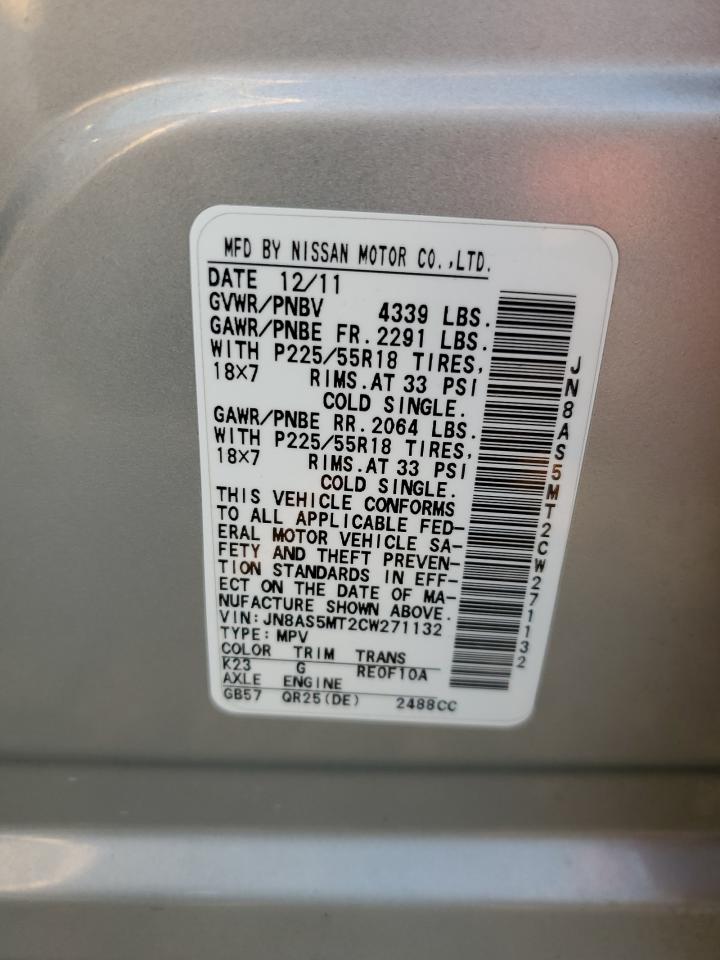 MFD BY NISSAN MOTOR CO.,LTD.
DATE 12/11
GVWR/PNBV 4339 LBS.
GAWR/PNBE FR.2291 LBS.
WITH P225/55R18 TIRES,
18×7 RIMS.AT 33 PSI
COLD SINGLE.
GAWR/PNBE RR.2064 LBS.
WITH P225/55R18 TIRES,
18×7 RIMS.AT 33 PSI
COLD SINGLE.
THIS VEHICLE CONFORMS
TO ALL APPLICABLE FED-
ERAL MOTOR VEHICLE SA-
FETY AND THEFT PREVEN-
TION STANDARDS IN EFF-
ECT ON THE DATE OF MA-
NUFACTURE SHOWN ABOVE.
VIN:JN8AS5MT2CW271132
TYPE:MPV
COLOR TRIM TRANS
K23 G RE0F10A
AXLE ENGINE
GB57 QR25(DE) 2488CC
JN8AS5MT2CW271132